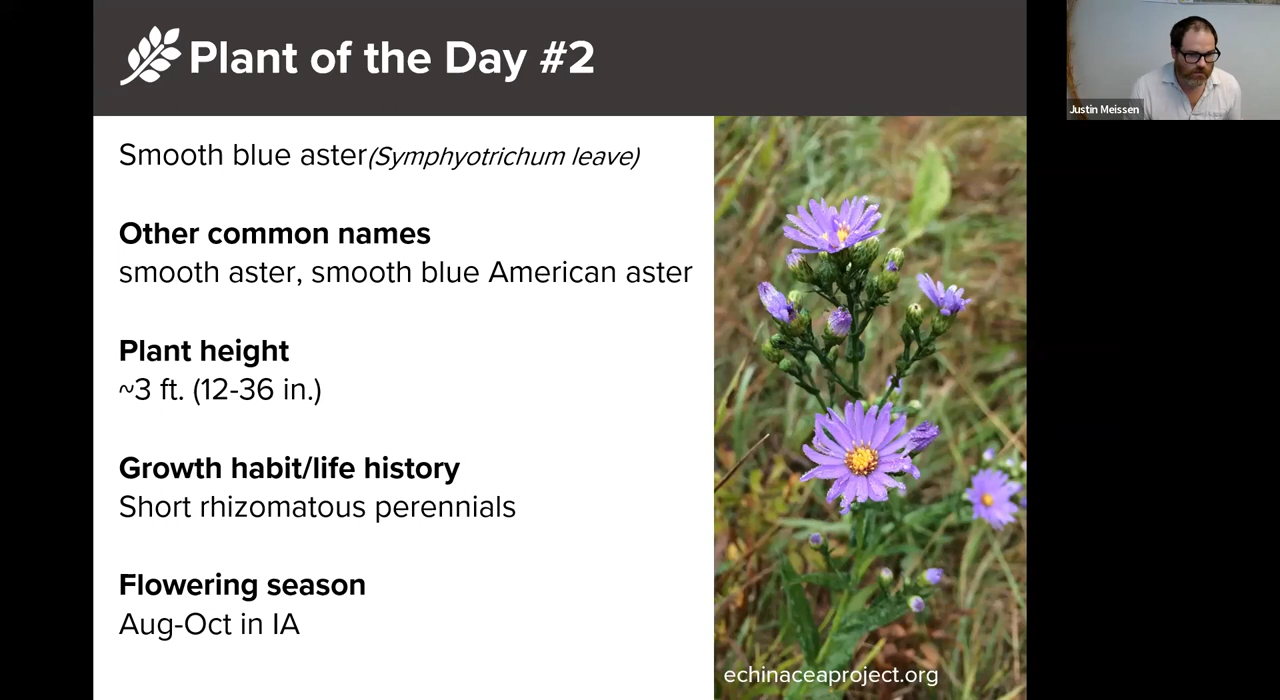 Plant of the Day #2
Justin Meissen
Smooth blue aster(Symphyotrichum leave)
Other common names
smooth aster, smooth blue American aster
Plant height
~3 ft. (12-36 in.)
Growth habit/life history
Short rhizomatous perennials
Flowering season
Aug-Oct in IA
echinaceaproject.org